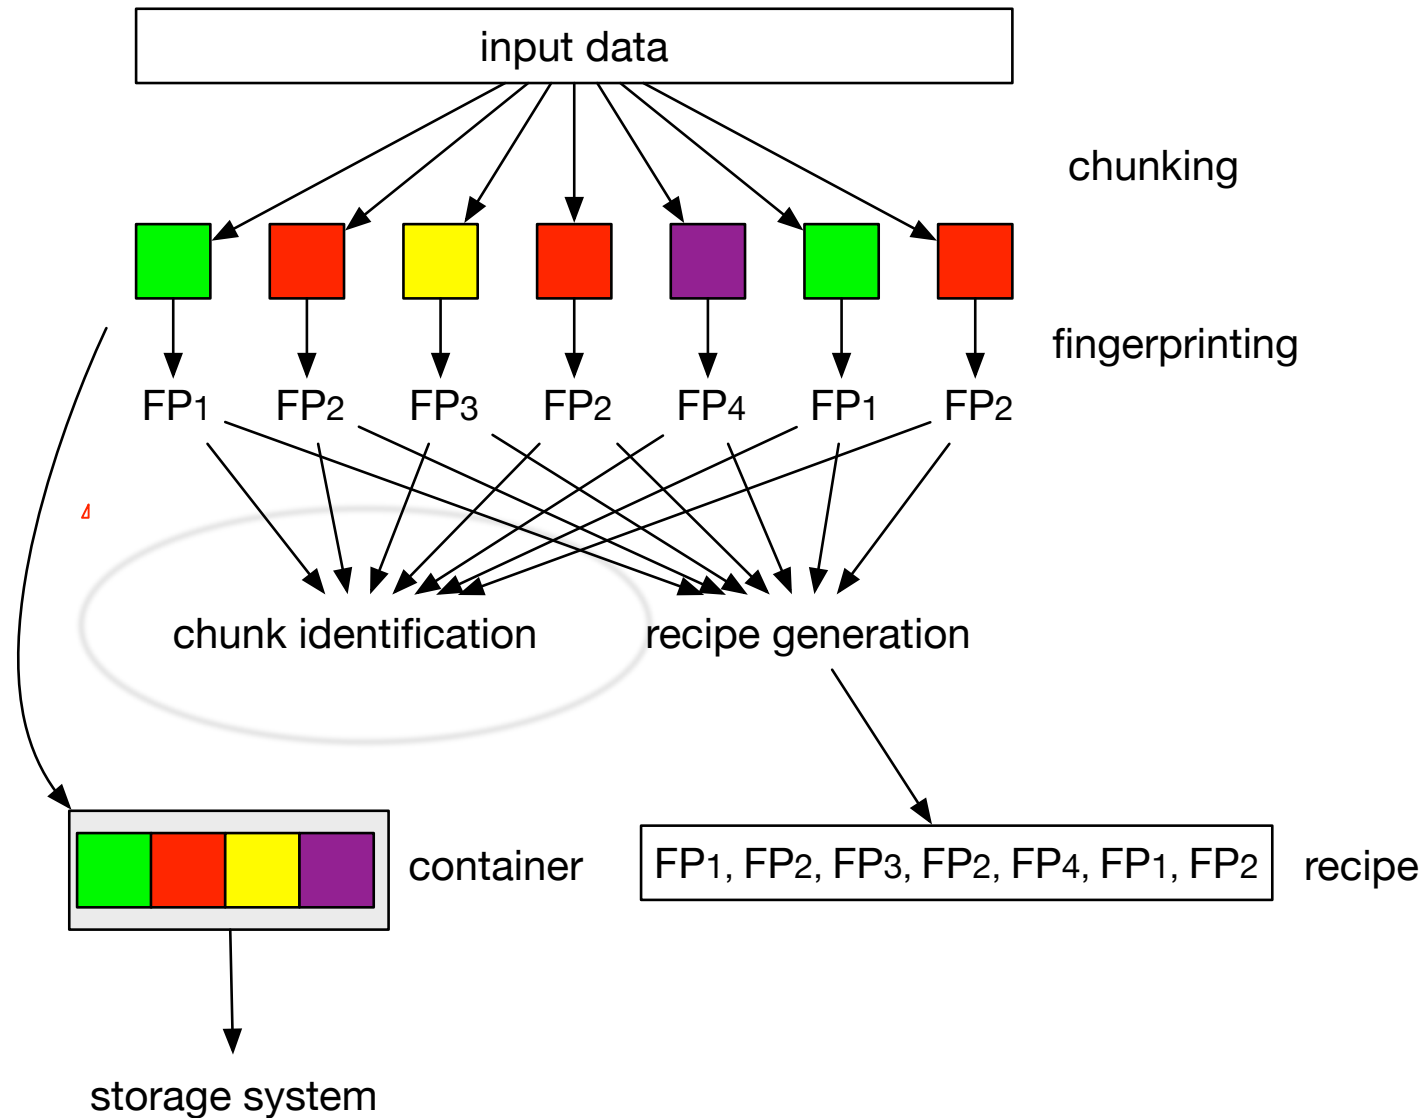 input data
chunking
fingerprinting
FP1 FP2 FP3 FP2 FP4 FP1 FP2
chunk identification
recipe generation
container
FP1, FP2, FP3, FP2, FP4, FP1, FP2
recipe
storage system